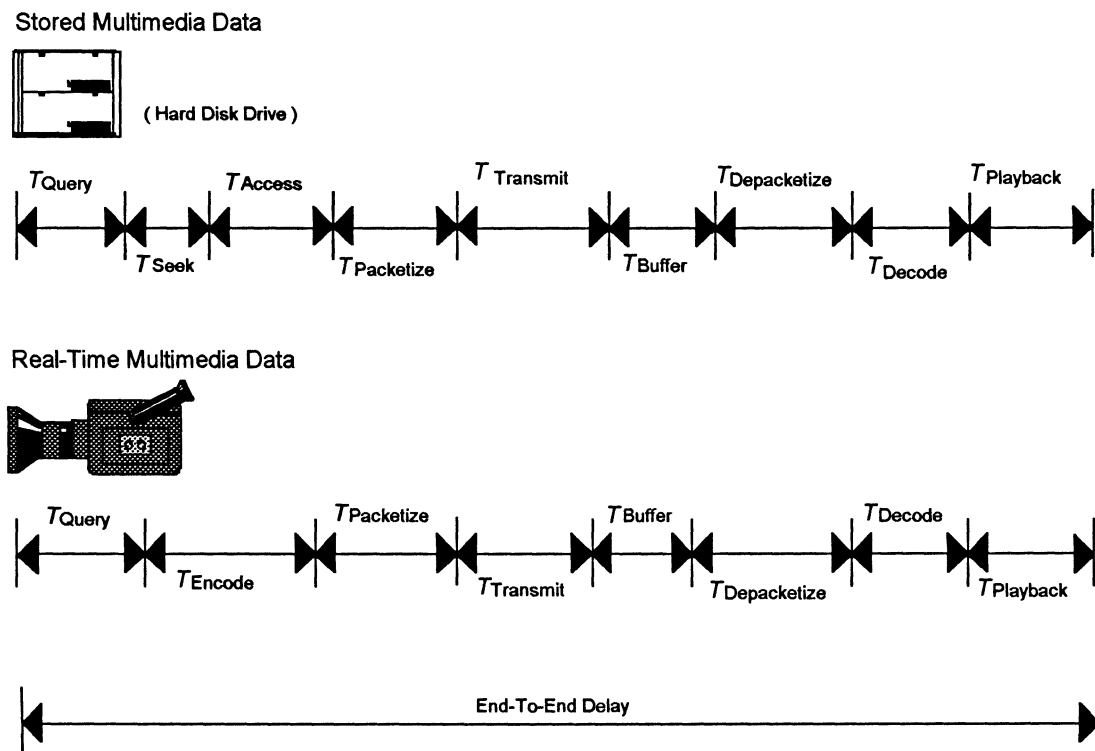 Stored Multimedia Data
( Hard Disk Drive )
TQuery
TAccess
T Transmit
TDepacketize
TPlayback
TSeek
TPacketize
TBuffer
TDecode
Real-Time Multimedia Data
TQuery
TPacketize
TBuffer
TDecode
TEncode
TTransmit
TDepacketize
TPlayback
End-To-End Delay